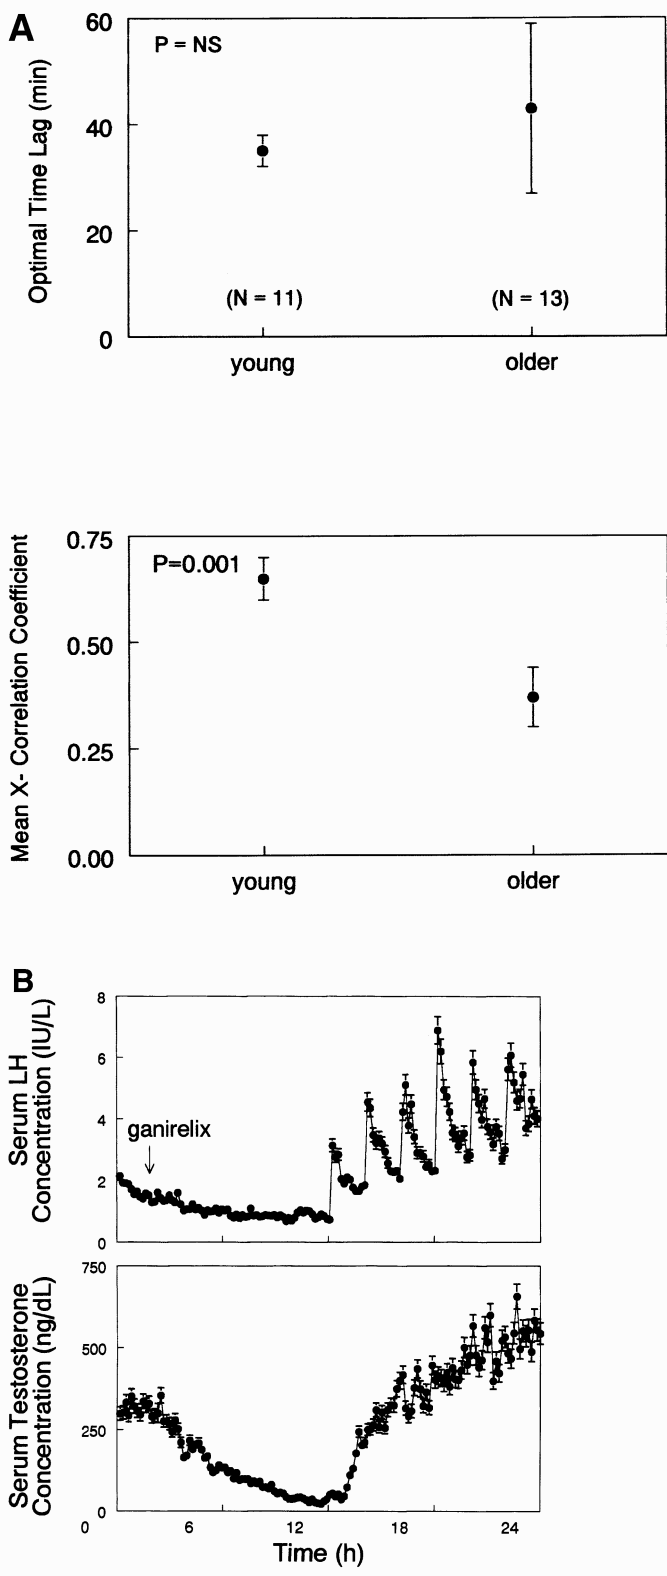 A
60
P = NS
40
20
0
Optimal Time Lag (min)
(N = 11)
(N = 13)
young
older
0.75
P=0.001
0.50
0.25
0.00
Mean X- Correlation Coefficient
young
older
B
8
6
4
2
0
Serum LH
Concentration (IU/L)
ganirelix
750
500
250
0
Serum Testosterone
Concentration (ng/dL)
0
6
12
18
24
Time (h)